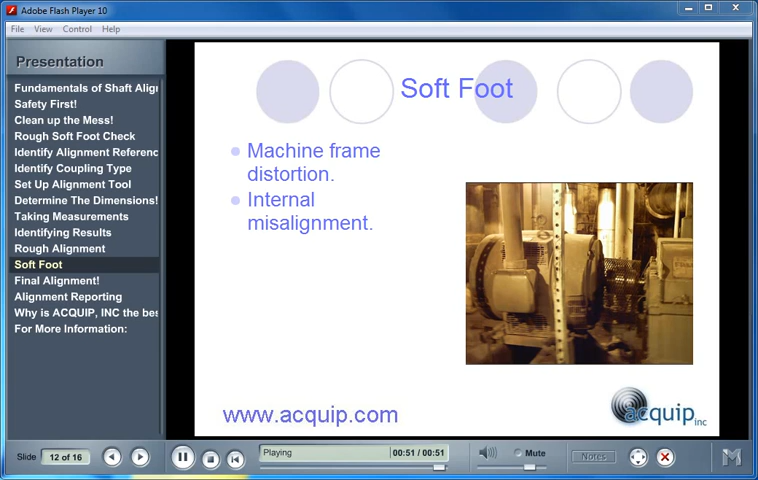 Adobe Flash Player 10
File View Control Help
Presentation
Fundamentals of Shaft Align
Safety First!
Clean up the Mess!
Rough Soft Foot Check
Identify Alignment Referenc
Identify Coupling Type
Set Up Alignment Tool
Determine The Dimensions!
Taking Measurements
Identifying Results
Rough Alignment
Soft Foot
Final Alignment!
Alignment Reporting
Why is ACQUIP, INC the bes
For More Information:
Soft Foot
Machine frame
distortion.
Internal
misalignment.
www.acquip.com
acquip inc
Slide 12 of 16
Playing 00:51 / 00:51
Mute
Notes